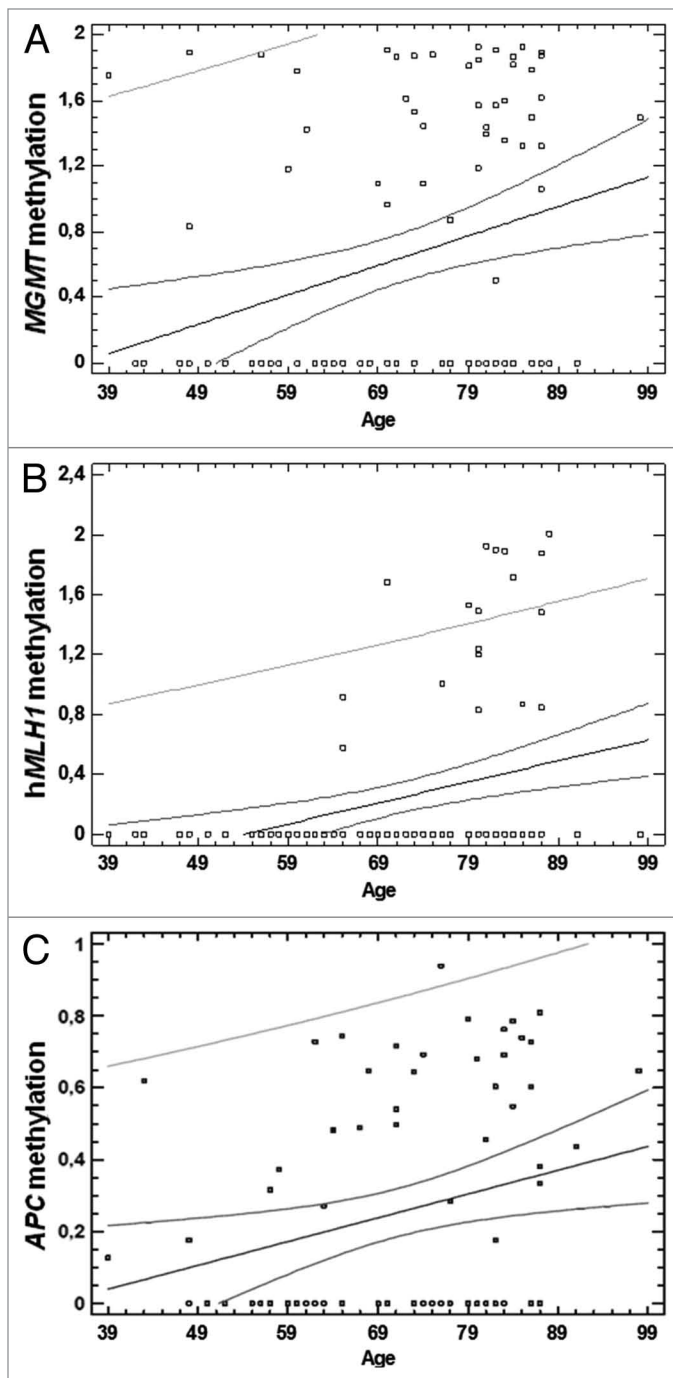 A
MGMT methylation
2
1,6
1,2
0,8
0,4
0
39 49 59 69 79 89 99
Age
B
hMLH1 methylation
2,4
2
1,6
1,2
0,8
0,4
0
39 49 59 69 79 89 99
Age
C
APC methylation
1
0,8
0,6
0,4
0,2
0
39 49 59 69 79 89 99
Age